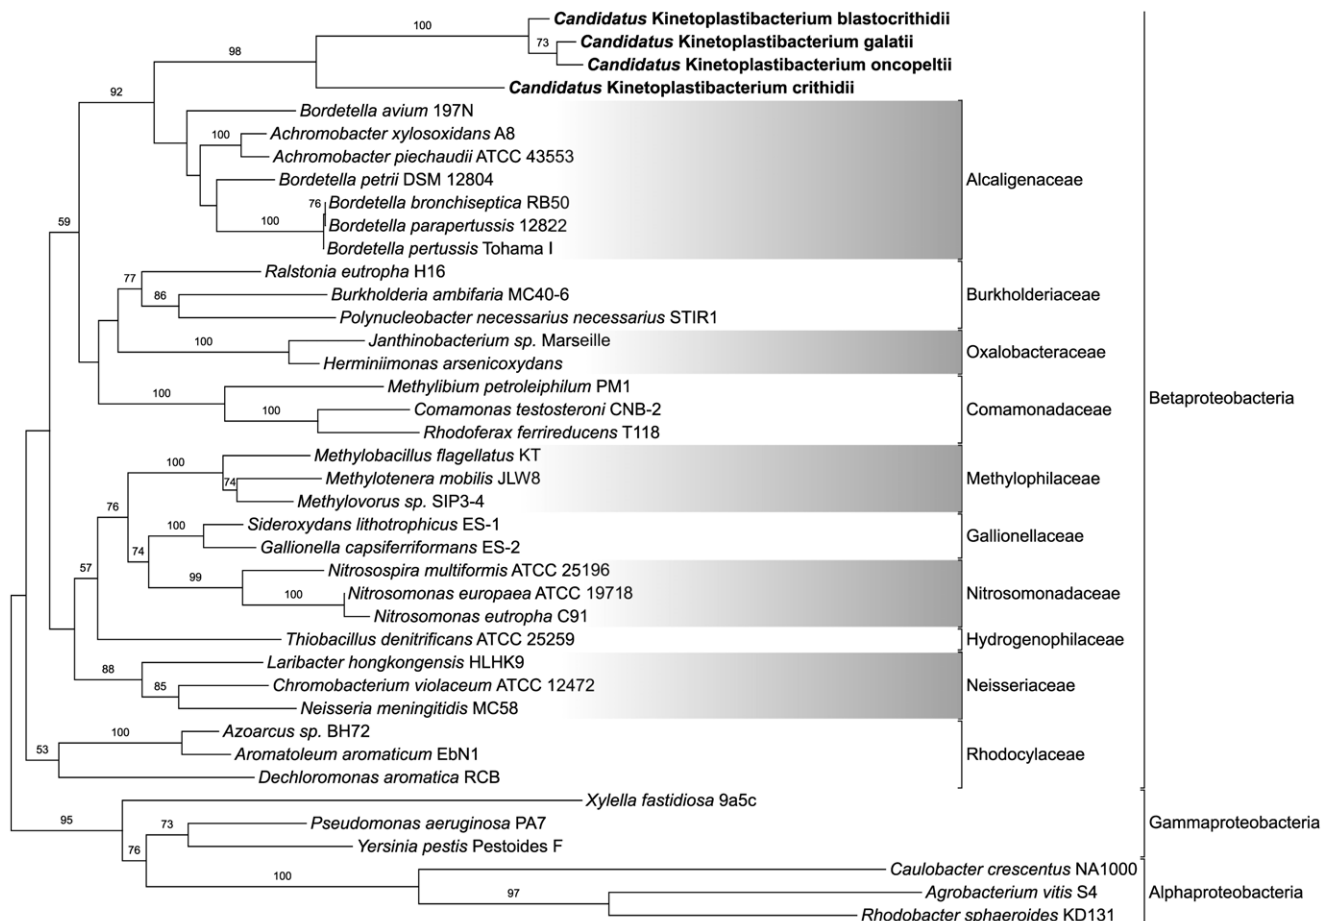 100
Candidatus Kinetoplastibacterium blastocrithidii
73
Candidatus Kinetoplastibacterium galatii
98
Candidatus Kinetoplastibacterium oncopeltii
92
Candidatus Kinetoplastibacterium crithidii
Bordetella avium 197N
100
Achromobacter xylosoxidans A8
Achromobacter piechaudii ATCC 43553
Bordetella petrii DSM 12804
Alcaligenaceae
76
Bordetella bronchiseptica RB50
59
100
Bordetella parapertussis 12822
Bordetella pertussis Tohama I
77
Ralstonia eutropha H16
86
Burkholderia ambifaria MC40-6
Burkholderiaceae
Polynucleobacter necessarius necessarius STIR1
100
Janthinobacterium sp. Marseille
Oxalobacteraceae
Herminiimonas arsenicoxydans
100
Methylibium petroleiphilum PM1
Betaproteobacteria
100
Comamonas testosteroni CNB-2
Comamonadaceae
Rhodoferax ferrireducens T118
100
Methylobacillus flagellatus KT
74
Methylotenera mobilis JLW8
Methylophilaceae
Methylovorus sp. SIP3-4
76
100
Sideroxydans lithotrophicus ES-1
Gallionellaceae
74
Gallionella capsiferriformans ES-2
57
99
Nitrosospira multiformis ATCC 25196
100
Nitrosomonas europaea ATCC 19718
Nitrosomonadaceae
Nitrosomonas eutropha C91
Thiobacillus denitrificans ATCC 25259
Hydrogenophilaceae
88
Laribacter hongkongensis HLHK9
85
Chromobacterium violaceum ATCC 12472
Neisseriaceae
Neisseria meningitidis MC58
100
Azoarcus sp. BH72
53
Aromatoleum aromaticum EbN1
Rhodocylaceae
Dechloromonas aromatica RCB
Xylella fastidiosa 9a5c
95
73
Pseudomonas aeruginosa PA7
Gammaproteobacteria
76
Yersinia pestis Pestoides F
100
Caulobacter crescentus NA1000
97
Agrobacterium vitis S4
Alphaproteobacteria
Rhodobacter sphaeroides KD131